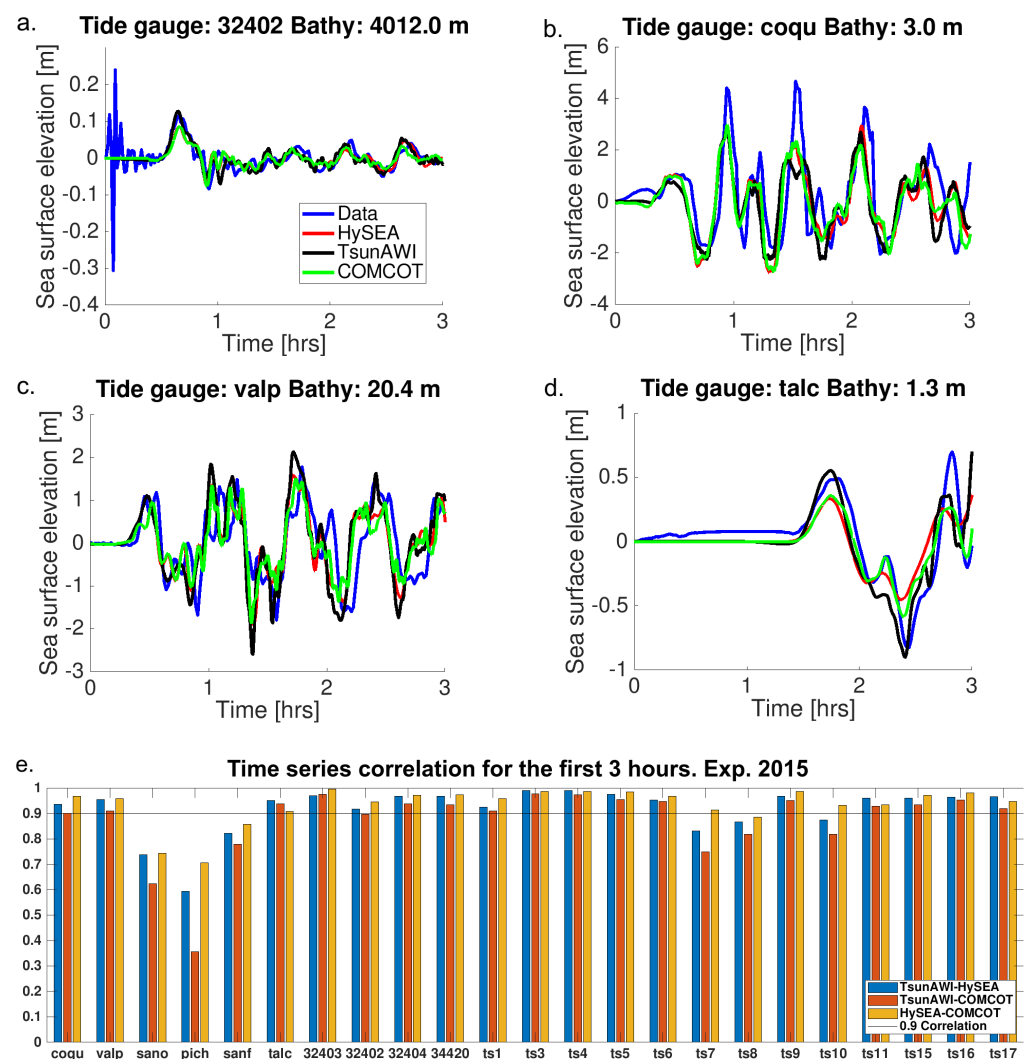 a.
Tide gauge: 32402 Bathy: 4012.0 m
Sea surface elevation [m]
0.2
0.1
0
-0.1
-0.2
-0.3
-0.4
Data
HySEA
TsunAWI
COMCOT
0 1 2 3
Time [hrs]
b.
Tide gauge: coqu Bathy: 3.0 m
Sea surface elevation [m]
6
4
2
0
-2
-4
0 1 2 3
Time [hrs]
c.
Tide gauge: valp Bathy: 20.4 m
Sea surface elevation [m]
3
2
1
0
-1
-2
-3
0 1 2 3
Time [hrs]
d.
Tide gauge: talc Bathy: 1.3 m
Sea surface elevation [m]
1
0.5
0
-0.5
-1
0 1 2 3
Time [hrs]
e.
Time series correlation for the first 3 hours. Exp. 2015
1
0.9
0.8
0.7
0.6
0.5
0.4
0.3
0.2
0.1
0
TsunAWI-HySEA
TsunAWI-COMCOT
HySEA-COMCOT
0.9 Correlation
coqu valp sano pich sanf talc 32403 32402 32404 34420 ts1 ts3 ts4 ts5 ts6 ts7 ts8 ts9 ts10 ts11 ts15 ts16 ts17